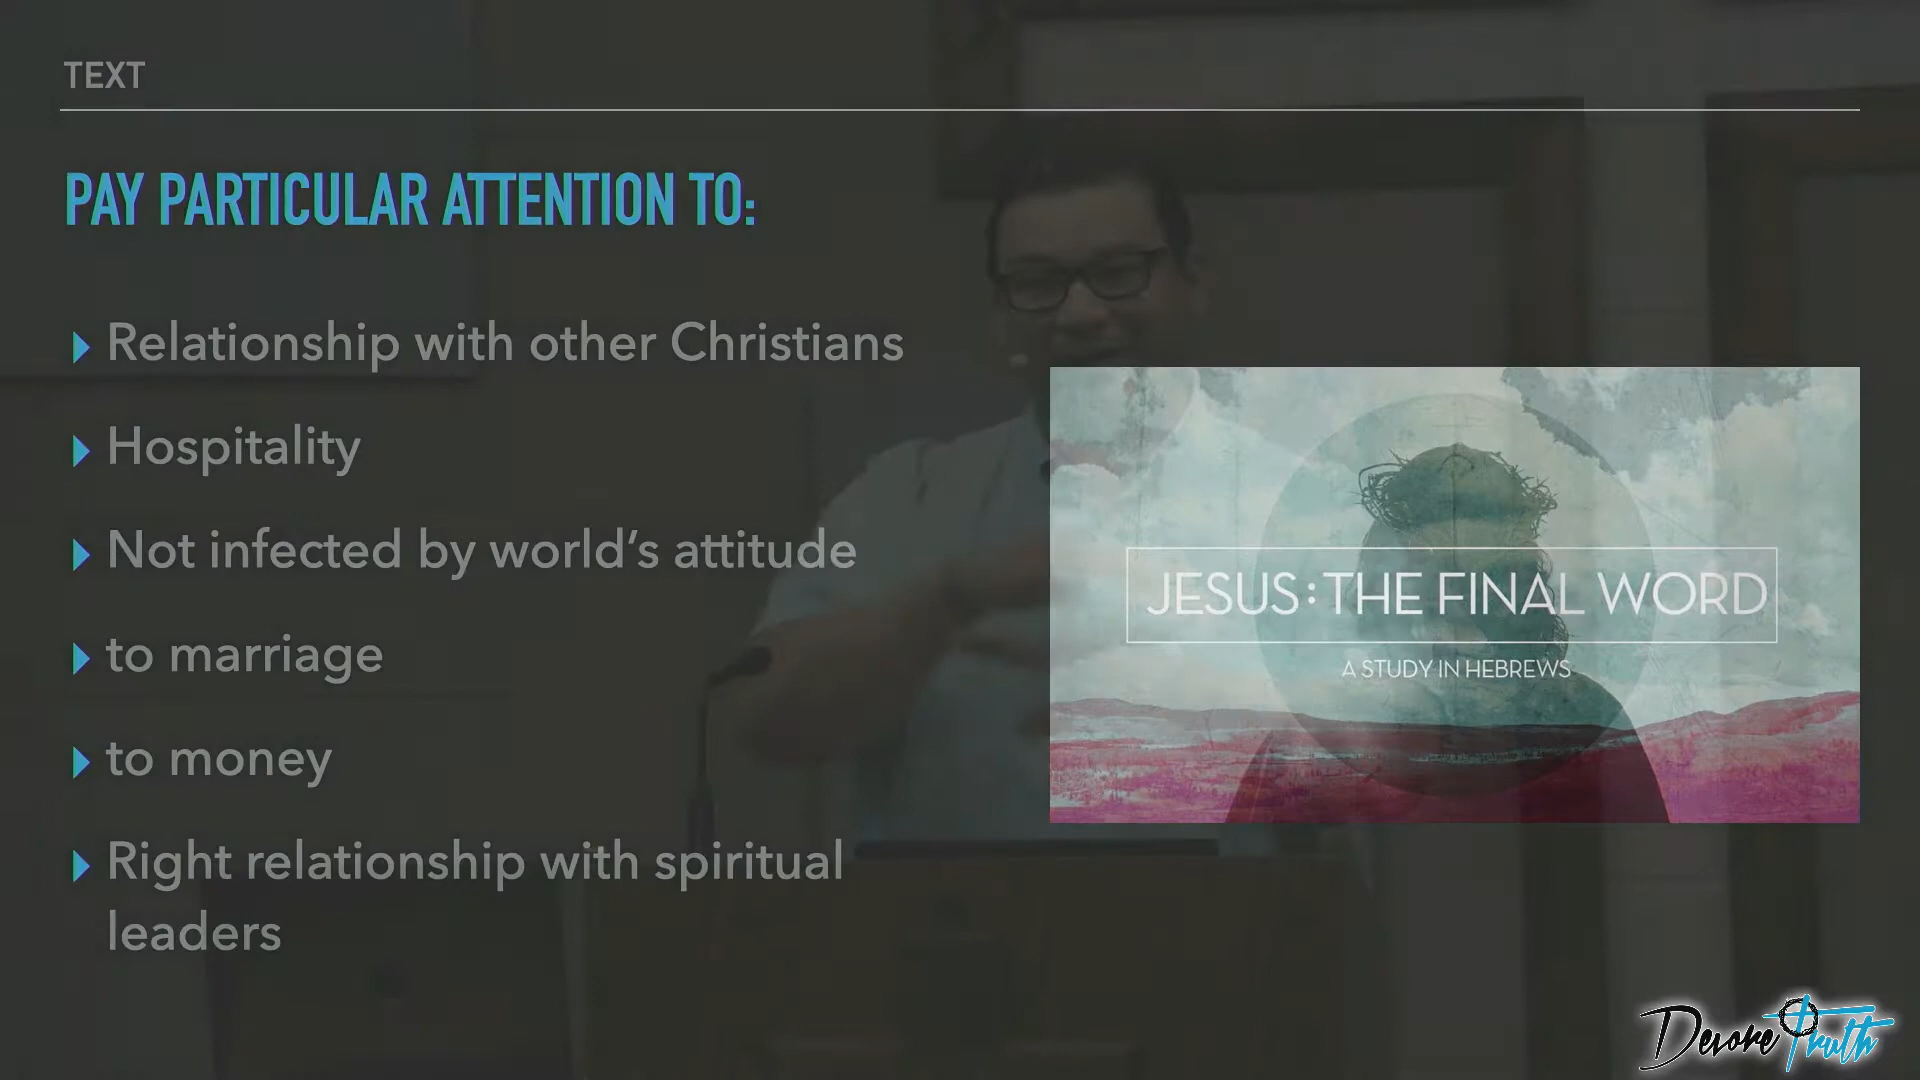 TEXT
PAY PARTICULAR ATTENTION TO:
Relationship with other Christians
Hospitality
Not infected by world’s attitude
to marriage
to money
Right relationship with spiritual
leaders
JESUS : THE FINAL WORD
A STUDY IN HEBREWS
Devore Truth